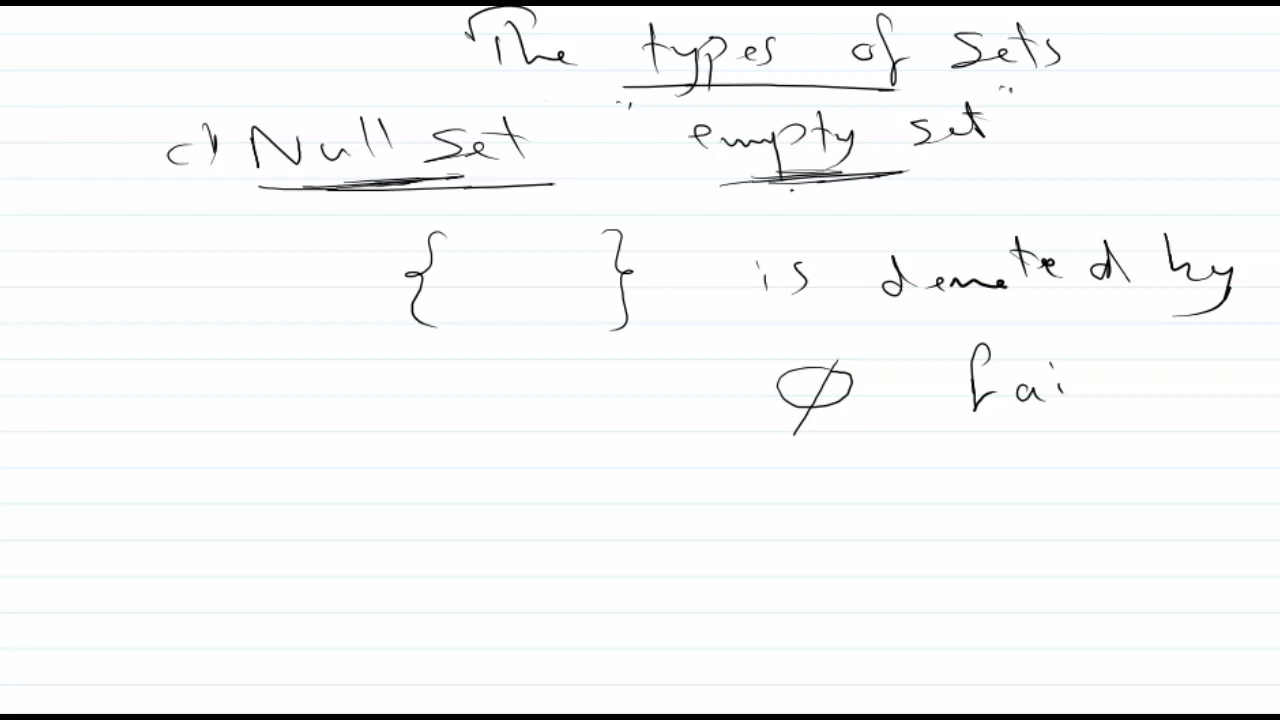 The types of Sets
c) Null Set "empty set"
{ } is denoted by
∅ fai